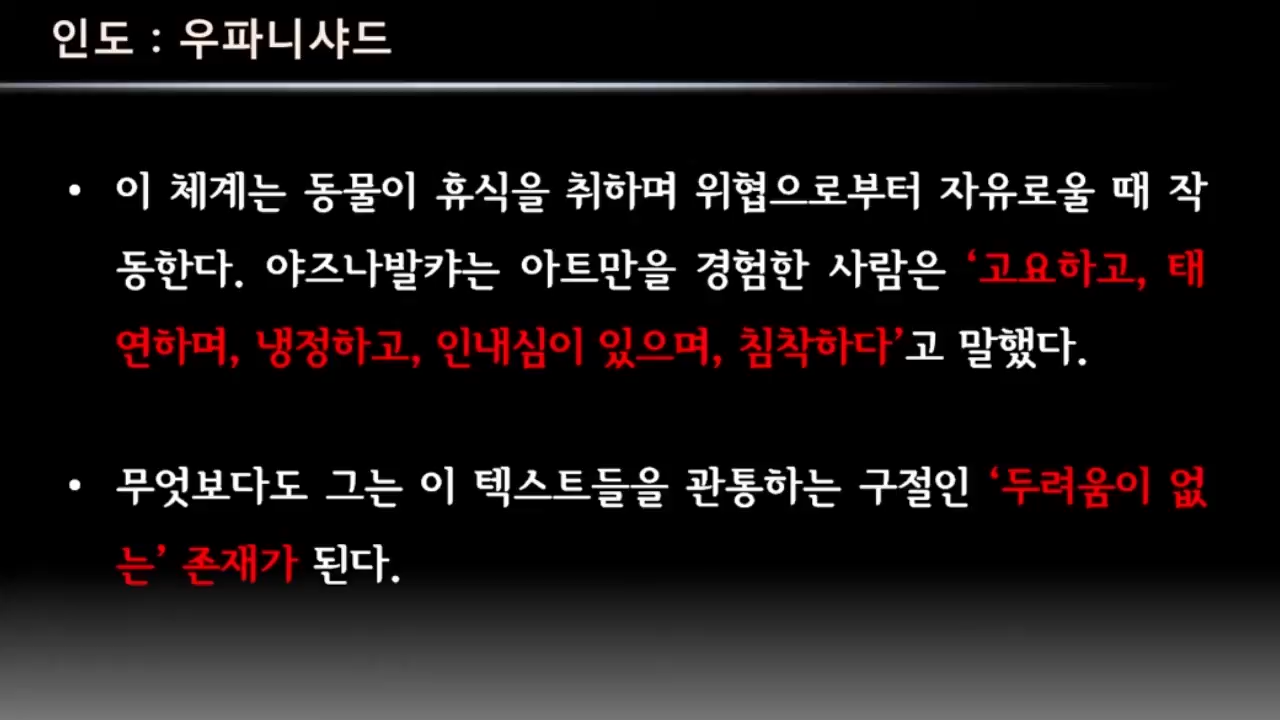 인도 : 우파니샤드
• 이 체계는 동물이 휴식을 취하며 위협으로부터 자유로울 때 작
동한다. 야즈나발캬는 아트만을 경험한 사람은 ‘고요하고, 태
연하며, 냉정하고, 인내심이 있으며, 침착하다’고 말했다.
• 무엇보다도 그는 이 텍스트들을 관통하는 구절인 ‘두려움이 없
는’ 존재가 된다.